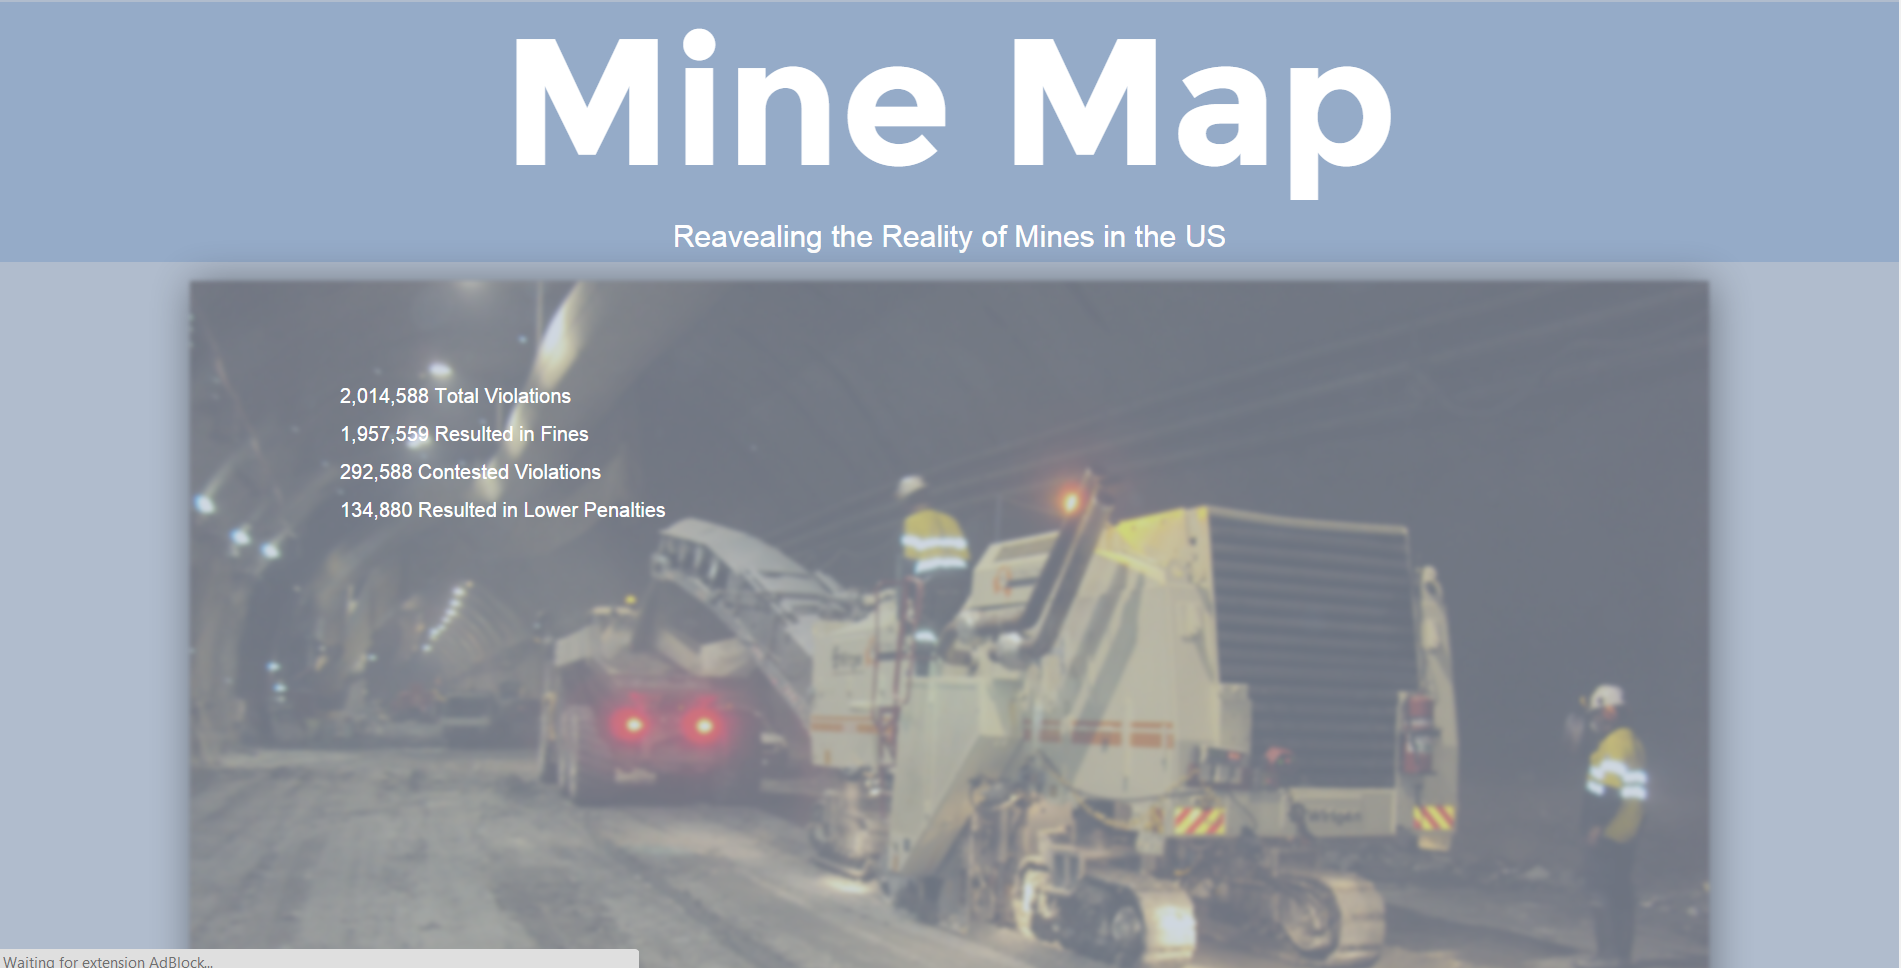 Mine Map
Reavealing the Reality of Mines in the US
2,014,588 Total Violations
1,957,559 Resulted in Fines
292,588 Contested Violations
134,880 Resulted in Lower Penalties
Waiting for extension AdBlock...